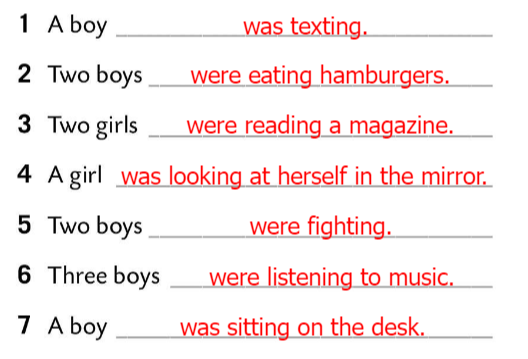 1 A boy was texting.
2 Two boys were eating hamburgers.
3 Two girls were reading a magazine.
4 A girl was looking at herself in the mirror.
5 Two boys were fighting.
6 Three boys were listening to music.
7 A boy was sitting on the desk.